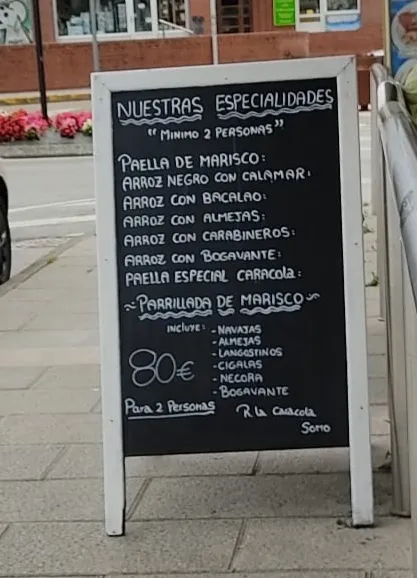 NUESTRAS ESPECIALIDADES
"MINIMO 2 PERSONAS"
PAELLA DE MARISCO:
ARROZ NEGRO CON CALAMAR:
ARROZ CON BACALAO:
ARROZ CON ALMEJAS:
ARROZ CON CARABINEROS:
ARROZ CON BOGAVANTE:
PAELLA ESPECIAL CARACOLA:
~PARRILLADA DE MARISCO~
INCLUYE: -NAVAJAS
-ALMEJAS
-LANGOSTINOS
-CIGALAS
-NECORA
-BOGAVANTE
80€
Para 2 Personas
R. La Caracola
Somo